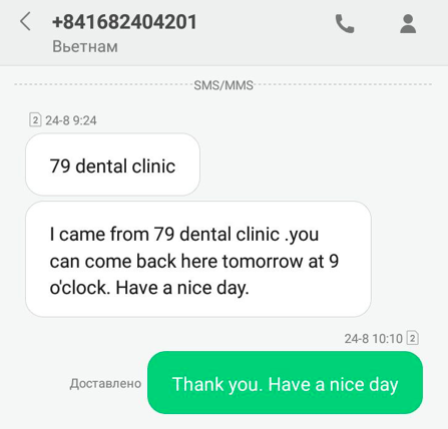 +841682404201
Вьетнам
SMS/MMS
2 24-8 9:24
79 dental clinic
I came from 79 dental clinic .you
can come back here tomorrow at 9
o'clock. Have a nice day.
24-8 10:10 2
Доставлено Thank you. Have a nice day